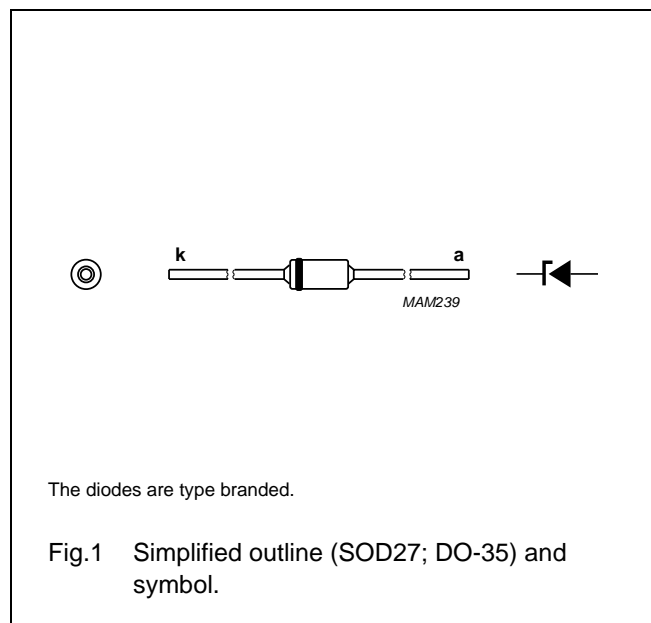 k
a
MAM239
The diodes are type branded.
Fig.1 Simplified outline (SOD27; DO-35) and
symbol.